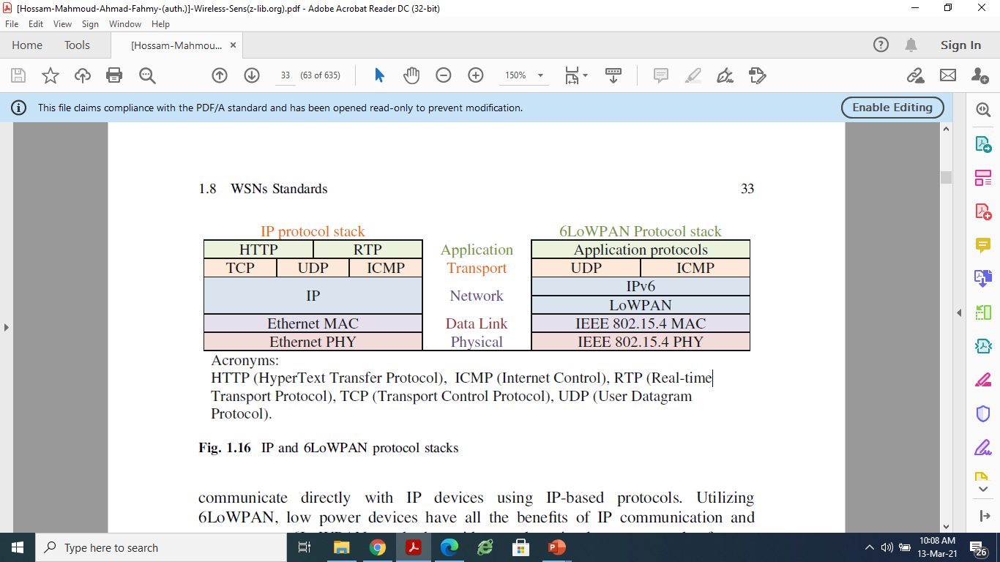 [Hossam-Mahmoud-Ahmad-Fahmy-(auth.)]-Wireless-Sens(z-lib.org).pdf - Adobe Acrobat Reader DC (32-bit)
File Edit View Sign Window Help
Home Tools [Hossam-Mahmou... ×
? Sign In
33 (63 of 635) 150%
This file claims compliance with the PDF/A standard and has been opened read-only to prevent modification. Enable Editing
1.8 WSNs Standards 33
IP protocol stack 6LoWPAN Protocol stack
HTTP RTP Application Application protocols
TCP UDP ICMP Transport UDP ICMP
IP Network IPv6
LoWPAN
Ethernet MAC Data Link IEEE 802.15.4 MAC
Ethernet PHY Physical IEEE 802.15.4 PHY
Acronyms:
HTTP (HyperText Transfer Protocol), ICMP (Internet Control), RTP (Real-time
Transport Protocol), TCP (Transport Control Protocol), UDP (User Datagram
Protocol).
Fig. 1.16 IP and 6LoWPAN protocol stacks
communicate directly with IP devices using IP-based protocols. Utilizing
6LoWPAN, low power devices have all the benefits of IP communication and
Type here to search
10:08 AM
13-Mar-21
26